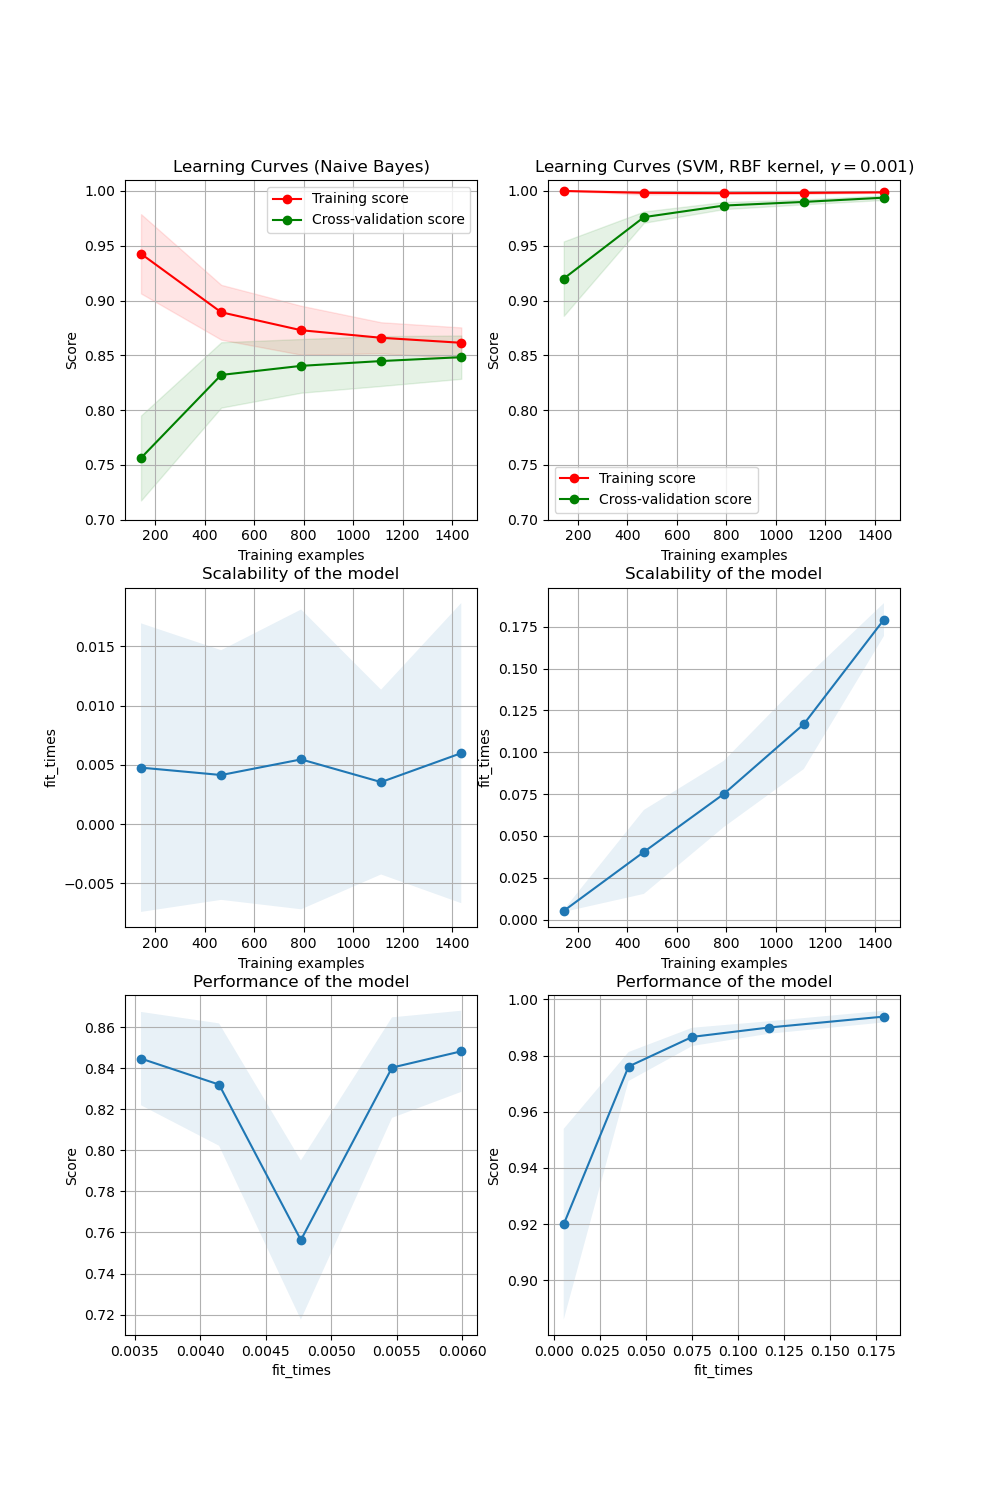 Learning Curves (Naive Bayes)
1.00
0.95
0.90
0.85
0.80
0.75
0.70
Score
Training score
Cross-validation score
200 400 600 800 1000 1200 1400
Training examples
Learning Curves (SVM, RBF kernel, γ = 0.001)
1.00
0.95
0.90
0.85
0.80
0.75
0.70
Score
Training score
Cross-validation score
200 400 600 800 1000 1200 1400
Training examples
Scalability of the model
0.015
0.010
0.005
0.000
−0.005
fit_times
200 400 600 800 1000 1200 1400
Training examples
Scalability of the model
0.175
0.150
0.125
0.100
0.075
0.050
0.025
0.000
fit_times
200 400 600 800 1000 1200 1400
Training examples
Performance of the model
0.86
0.84
0.82
0.80
0.78
0.76
0.74
0.72
Score
0.0035 0.0040 0.0045 0.0050 0.0055 0.0060
fit_times
Performance of the model
1.00
0.98
0.96
0.94
0.92
0.90
Score
0.000 0.025 0.050 0.075 0.100 0.125 0.150 0.175
fit_times